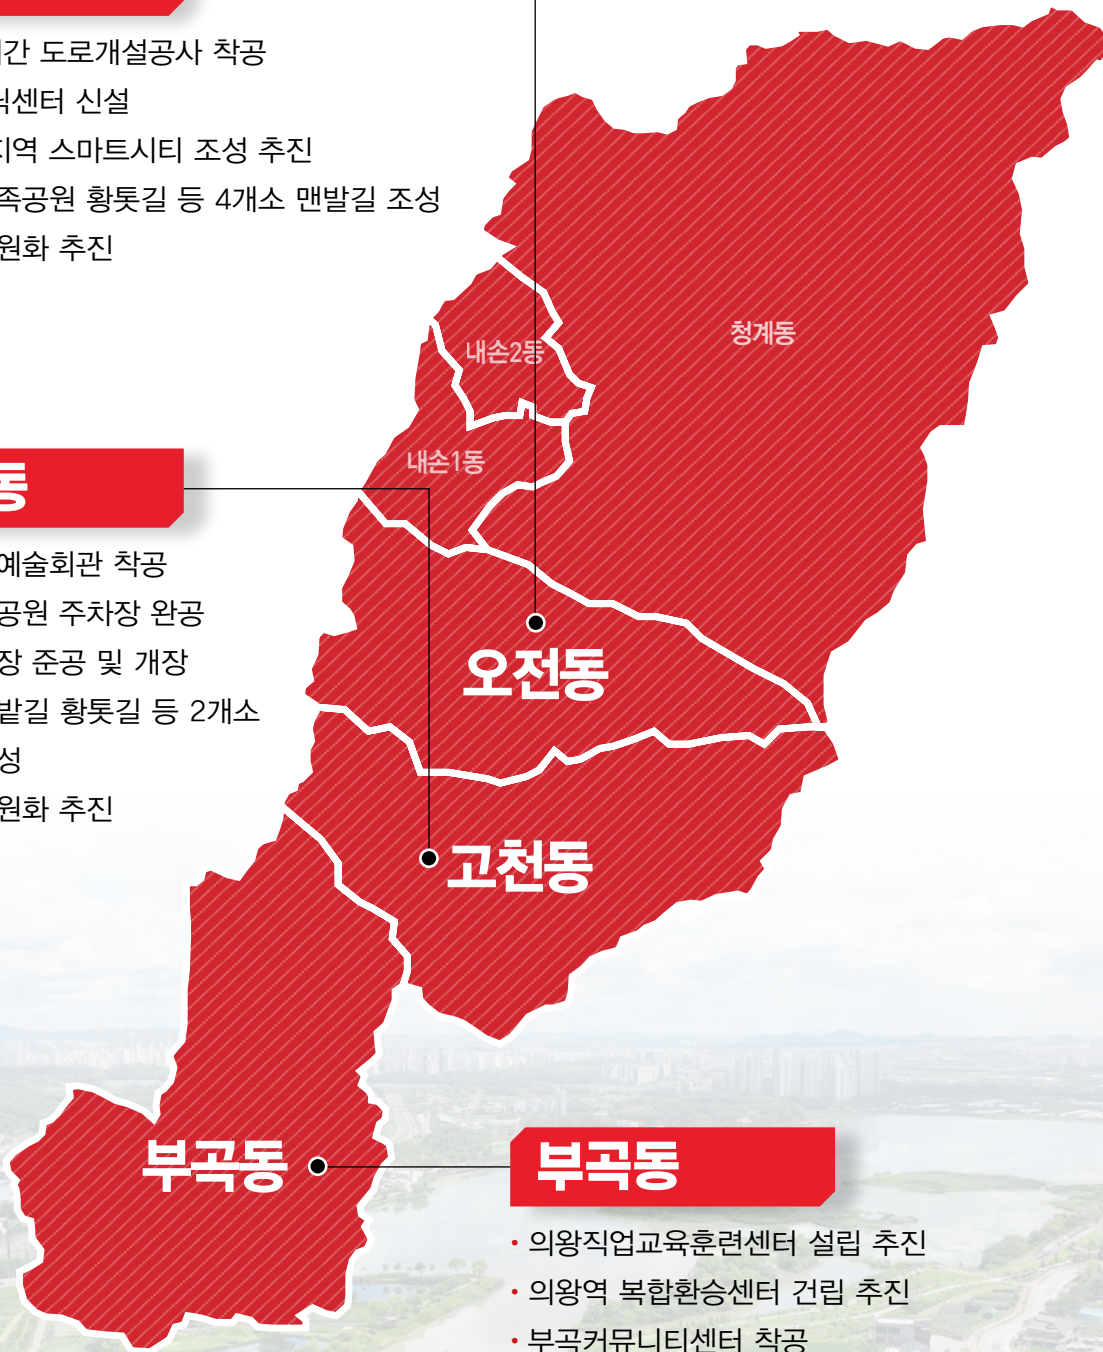 간 도로개설공사 착공
센터 신설
지역 스마트시티 조성 추진
족공원 황톳길 등 4개소 맨발길 조성
원화 추진
청계동
내손2동
내손1동
동
예술회관 착공
공원 주차장 완공
장 준공 및 개장
밭길 황톳길 등 2개소
성
원화 추진
오전동
고천동
부곡동
부곡동
· 의왕직업교육훈련센터 설립 추진
· 의왕역 복합환승센터 건립 추진
· 부곡커뮤니티센터 착공